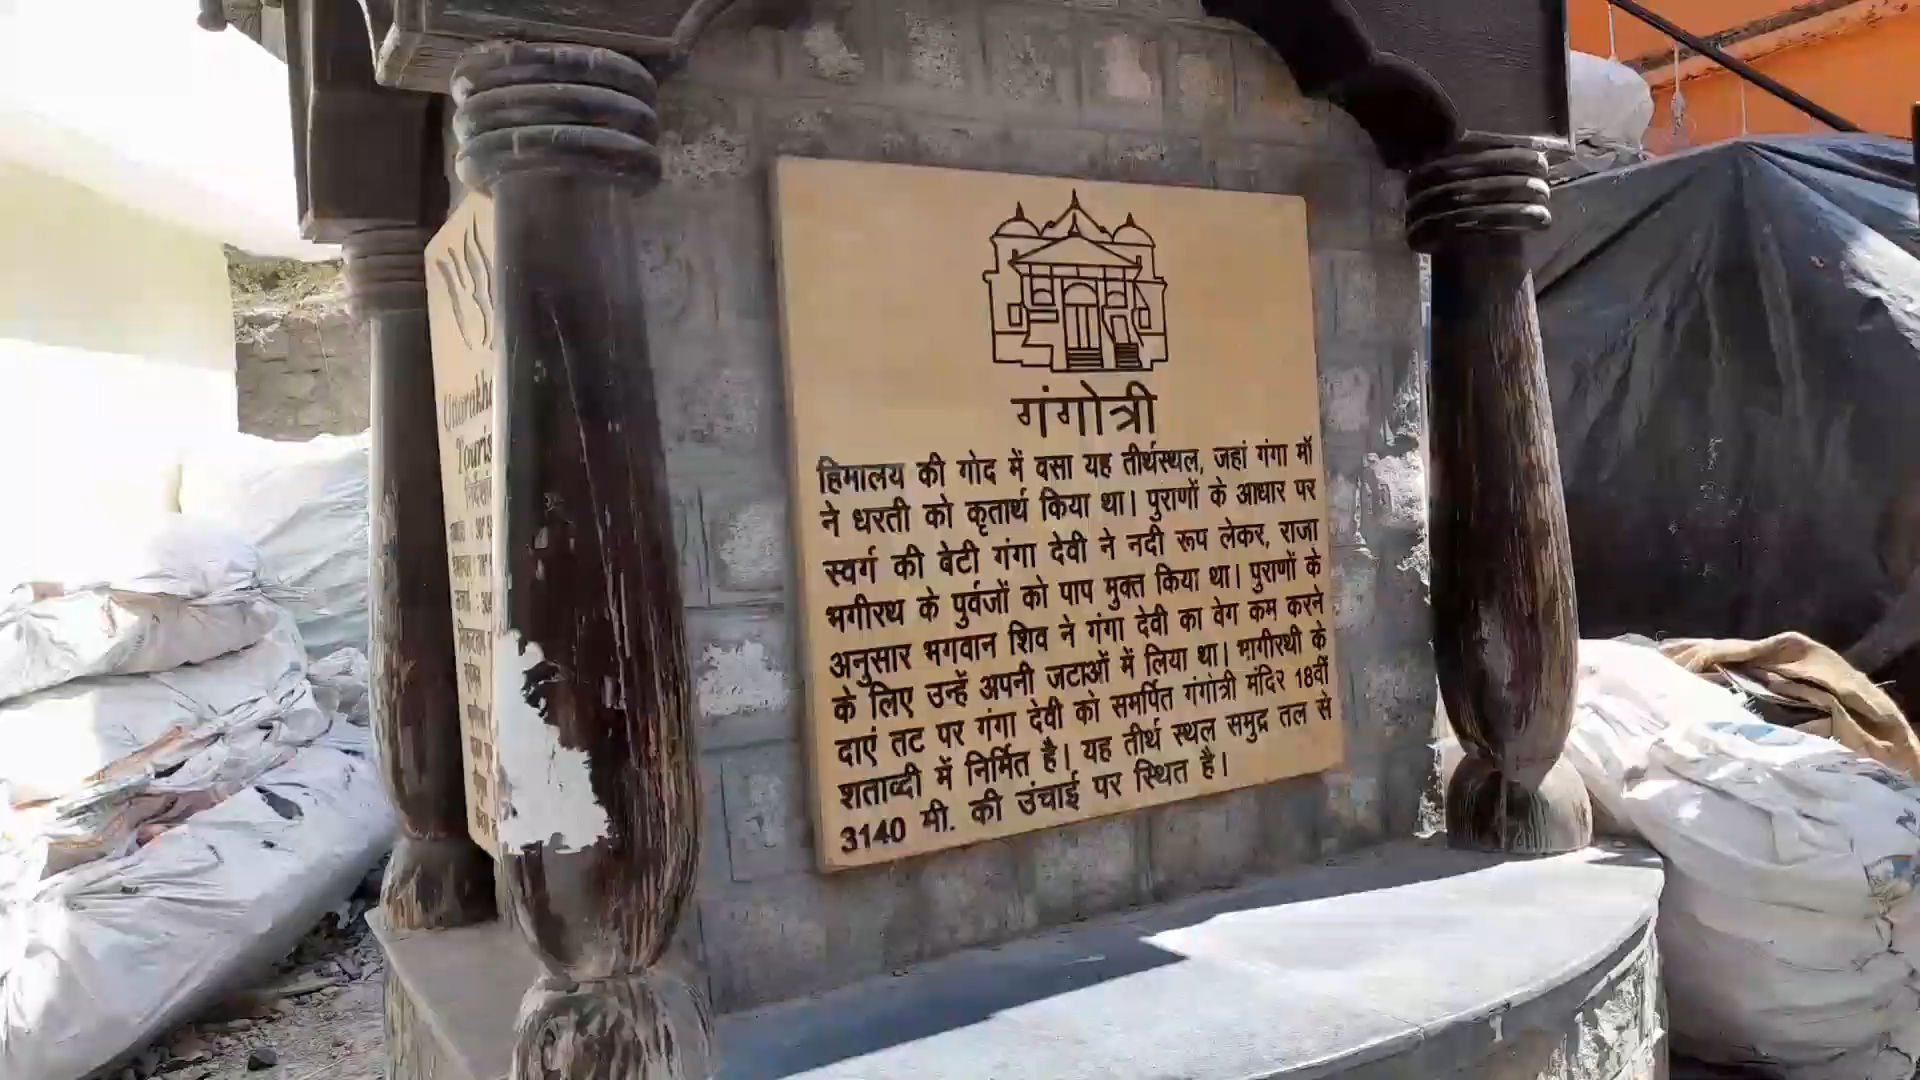 गंगोत्री
हिमालय की गोद में वसा यह तीर्थस्थल, जहां गंगा मॉ
ने धरती को कृतार्थ किया था। पुराणों के आधार पर
स्वर्ग की बेटी गंगा देवी ने नदी रूप लेकर, राजा
भगीरथ के पुर्वजों को पाप मुक्त किया था। पुराणों के
अनुसार भगवान शिव ने गंगा देवी का वेग कम करने
के लिए उन्हें अपनी जटाओं में लिया था। भागीरथी के
दाएं तट पर गंगा देवी को समर्पित गंगोत्री मंदिर 18वीं
शताव्दी में निर्मित है। यह तीर्थ स्थल समुद्र तल से
3140 मी. की उंचाई पर स्थित है।